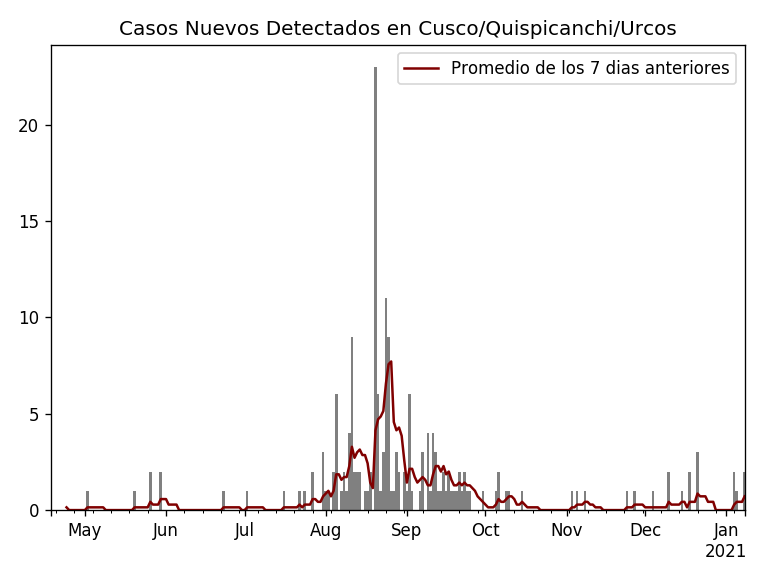 Casos Nuevos Detectados en Cusco/Quispicanchi/Urcos
Promedio de los 7 dias anteriores
20
15
10
5
0
May Jun Jul Aug Sep Oct Nov Dec Jan
2021